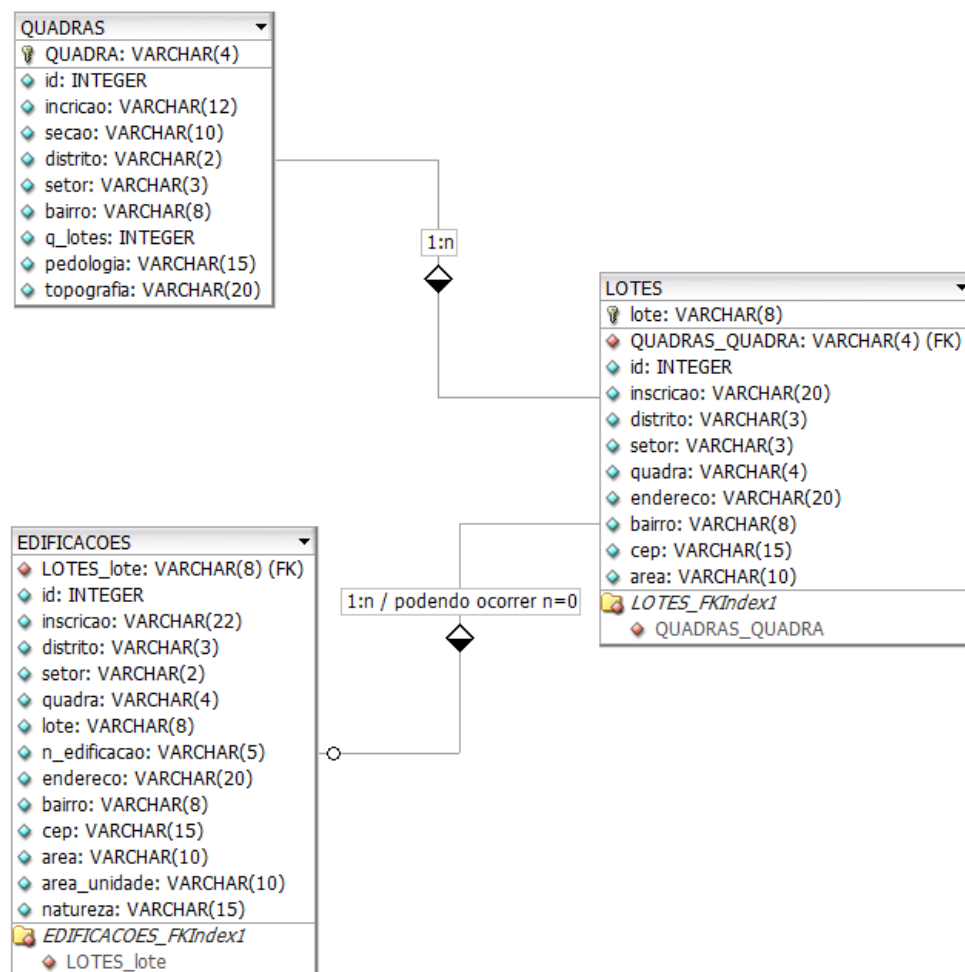 QUADRAS
QUADRA: VARCHAR(4)
id: INTEGER
incricao: VARCHAR(12)
secao: VARCHAR(10)
distrito: VARCHAR(2)
setor: VARCHAR(3)
bairro: VARCHAR(8)
q_lotes: INTEGER
pedologia: VARCHAR(15)
topografia: VARCHAR(20)
1:n
LOTES
lote: VARCHAR(8)
QUADRAS_QUADRA: VARCHAR(4) (FK)
id: INTEGER
inscricao: VARCHAR(20)
distrito: VARCHAR(3)
setor: VARCHAR(3)
quadra: VARCHAR(4)
endereco: VARCHAR(20)
bairro: VARCHAR(8)
cep: VARCHAR(15)
area: VARCHAR(10)
LOTES_FKIndex1
QUADRAS_QUADRA
1:n / podendo ocorrer n=0
EDIFICACOES
LOTES_lote: VARCHAR(8) (FK)
id: INTEGER
inscricao: VARCHAR(22)
distrito: VARCHAR(3)
setor: VARCHAR(2)
quadra: VARCHAR(4)
lote: VARCHAR(8)
n_edificacao: VARCHAR(5)
endereco: VARCHAR(20)
bairro: VARCHAR(8)
cep: VARCHAR(15)
area: VARCHAR(10)
area_unidade: VARCHAR(10)
natureza: VARCHAR(15)
EDIFICACOES_FKIndex1
LOTES_lote